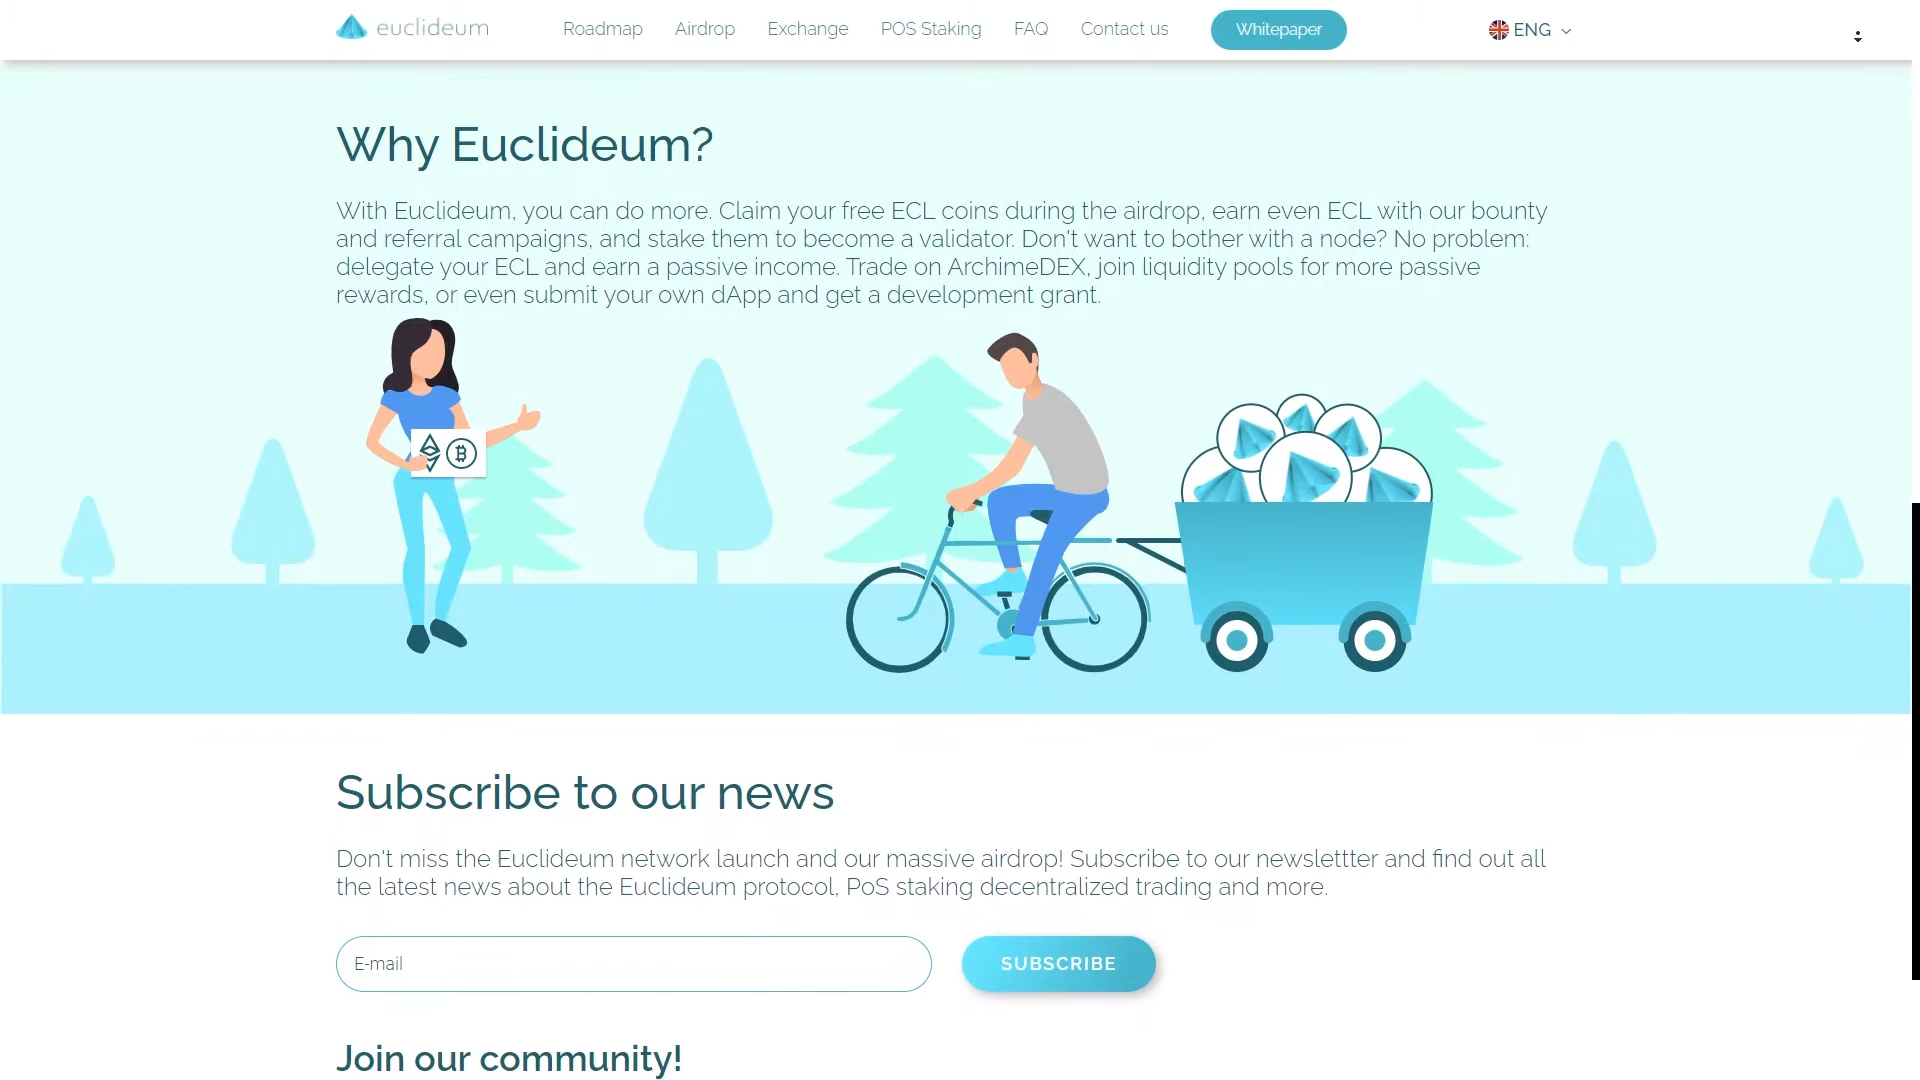 euclideum
Roadmap
Airdrop
Exchange
POS Staking
FAQ
Contact us
Whitepaper
ENG
Why Euclideum?
With Euclideum, you can do more. Claim your free ECL coins during the airdrop, earn even ECL with our bounty
and referral campaigns, and stake them to become a validator. Don't want to bother with a node? No problem:
delegate your ECL and earn a passive income. Trade on ArchimeDEX, join liquidity pools for more passive
rewards, or even submit your own dApp and get a development grant.
Subscribe to our news
Don't miss the Euclideum network launch and our massive airdrop! Subscribe to our newslettter and find out all
the latest news about the Euclideum protocol, PoS staking decentralized trading and more.
E-mail
SUBSCRIBE
Join our community!